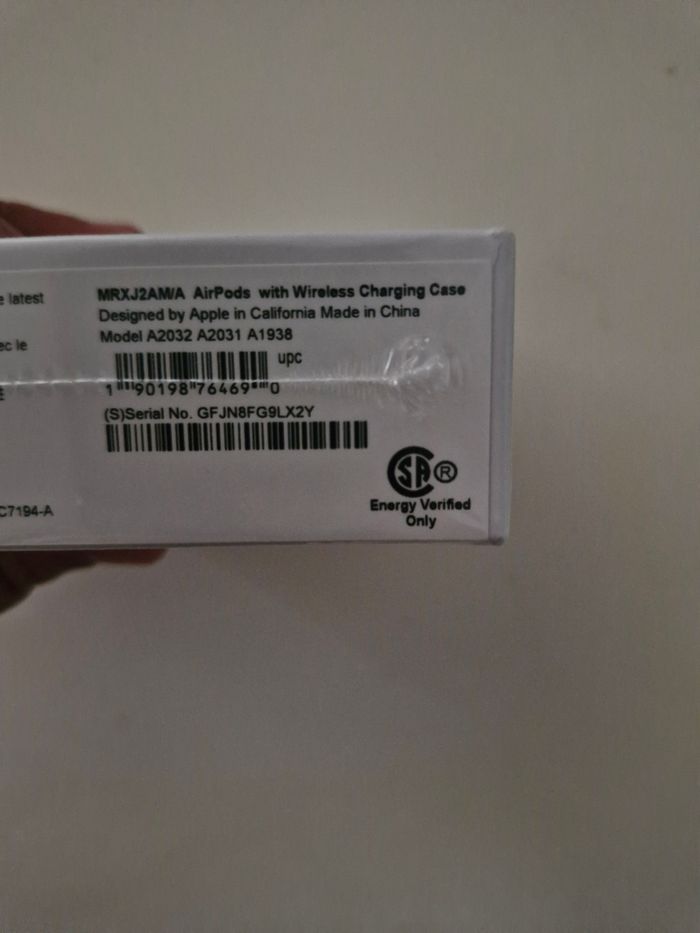 e latest
ec le
E
C7194-A
MRXJ2AM/A AirPods with Wireless Charging Case
Designed by Apple in California Made in China
Model A2032 A2031 A1938
upc
1 90198 76469 0
(S)Serial No. GFJN8FG9LX2Y
SA ®
Energy Verified
Only